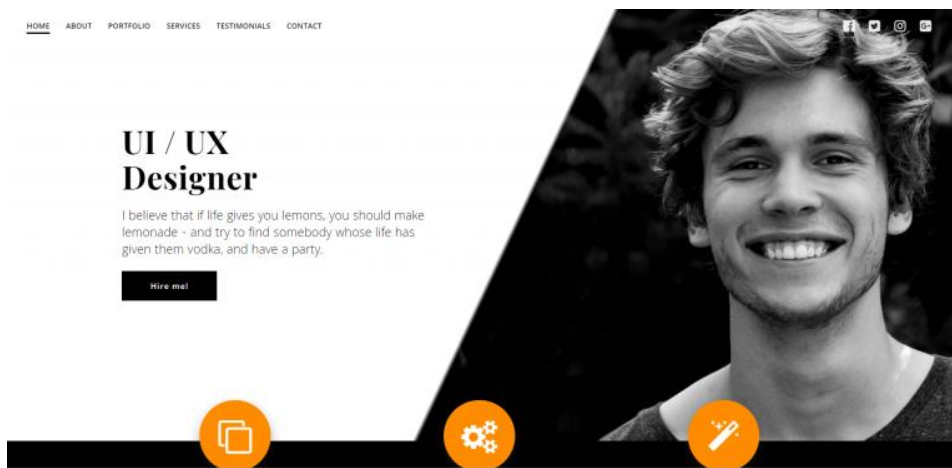 HOME ABOUT PORTFOLIO SERVICES TESTIMONIALS CONTACT
UI / UX
Designer
I believe that if life gives you lemons, you should make
lemonade - and try to find somebody whose life has
given them vodka, and have a party.
Hire me!